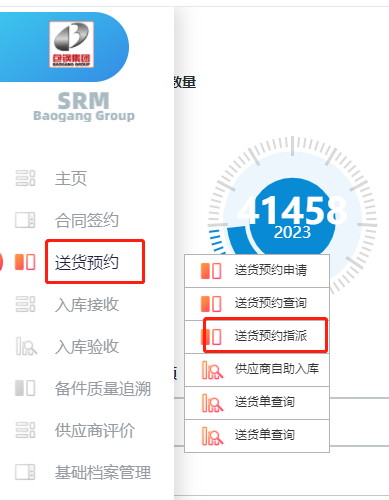 包钢集团
BAOGANG GROUP
SRM
Baogang Group
数量
主页
合同签约
送货预约
入库接收
入库验收
备件质量追溯
供应商评价
基础档案管理
41458
2023
送货预约申请
送货预约查询
送货预约指派
供应商自助入库
送货单查询
送货单查询